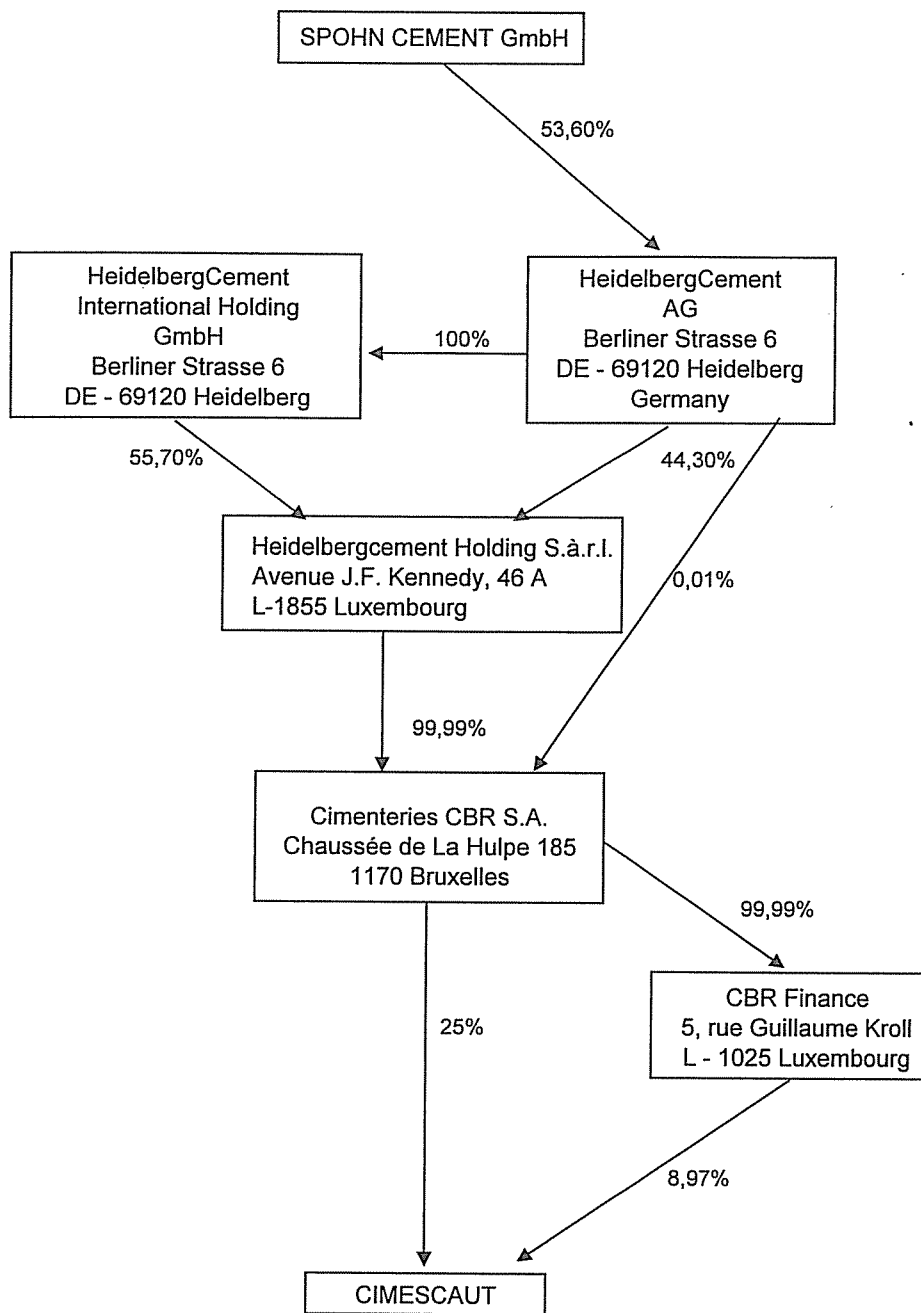 SPOHN CEMENT GmbH
53,60%
HeidelbergCement
International Holding
GmbH
Berliner Strasse 6
DE - 69120 Heidelberg
100%
HeidelbergCement
AG
Berliner Strasse 6
DE - 69120 Heidelberg
Germany
55,70%
44,30%
Heidelbergcement Holding S.à.r.l.
Avenue J.F. Kennedy, 46 A
L-1855 Luxembourg
0,01%
99,99%
Cimenteries CBR S.A.
Chaussée de La Hulpe 185
1170 Bruxelles
99,99%
CBR Finance
5, rue Guillaume Kroll
L - 1025 Luxembourg
25%
8,97%
CIMESCAUT